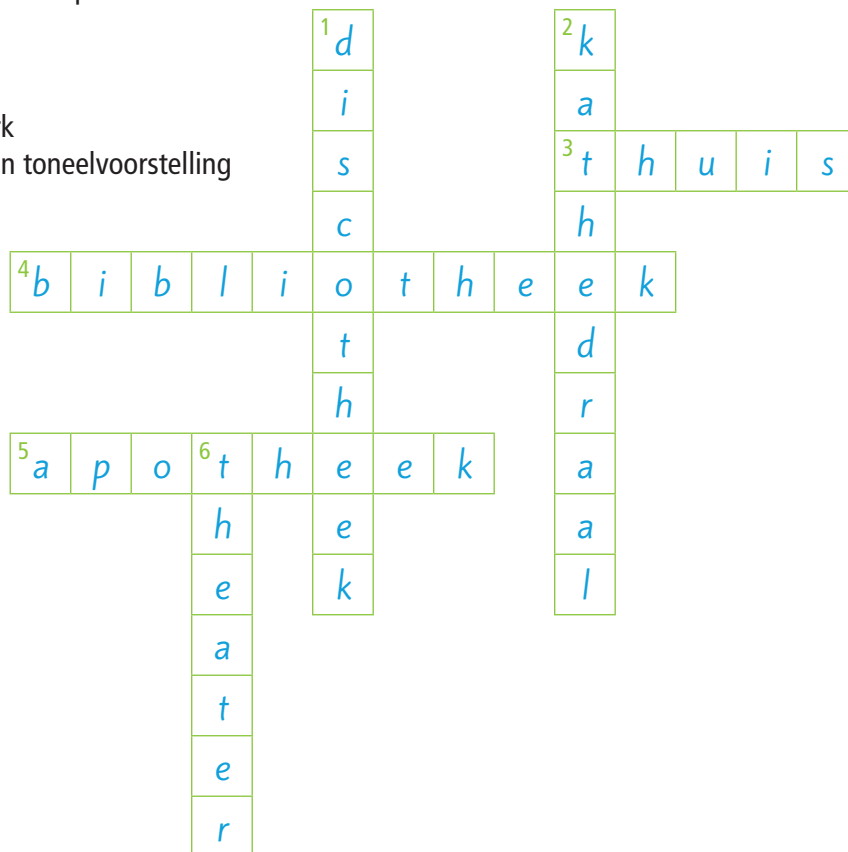 1 d 2 k
i a
k
s 3 t h u i s
n toneelvoorstelling
c h
4 b i b l i o t h e e k
t d
h r
5 a p o 6 t h e e k a
h e a
e k l
a
t
e
r